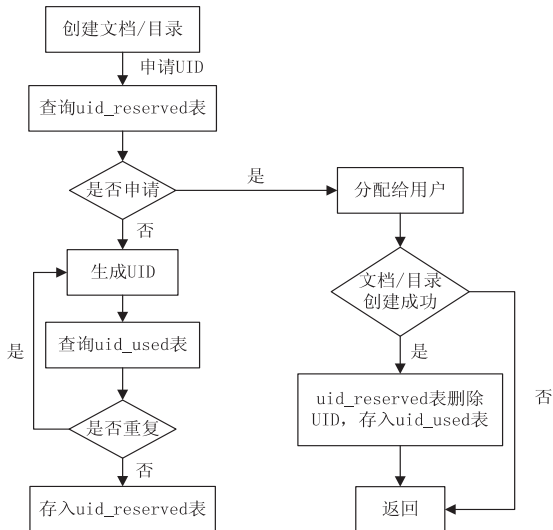 创建文档/目录
申请UID
查询uid_reserved表
是否申请
是
分配给用户
否
生成UID
文档/目录
创建成功
查询uid_used表
是
是
否
uid_reserved表删除
UID，存入uid_used表
是否重复
否
存入uid_reserved表
返回